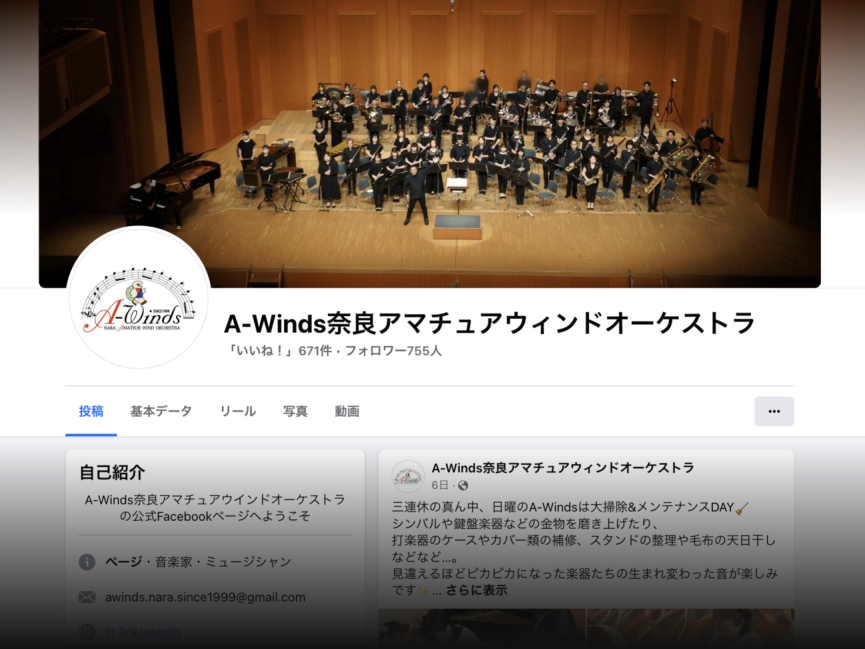 A-Winds
SINCE 1999
NARA AMATEUR WIND ORCHESTRA
A-Winds奈良アマチュアウィンドオーケストラ
「いいね！」671件・フォロワー755人
投稿
基本データ
リール
写真
動画
自己紹介
A-Winds奈良アマチュアウインドオーケストラ
の公式Facebookページへようこそ
ページ・音楽家・ミュージシャン
awinds.nara.since1999@gmail.com
lit.link/awinds
A-Winds奈良アマチュアウィンドオーケストラ
6日
三連休の真ん中、日曜のA-Windsは大掃除&メンテナンスDAY🧹
シンバルや鍵盤楽器などの金物を磨き上げたり、
打楽器のケースやカバー類の補修、スタンドの整理や毛布の天日干し
などなど...。
見違えるほどピカピカになった楽器たちの生まれ変わった音が楽しみ
です✨... さらに表示